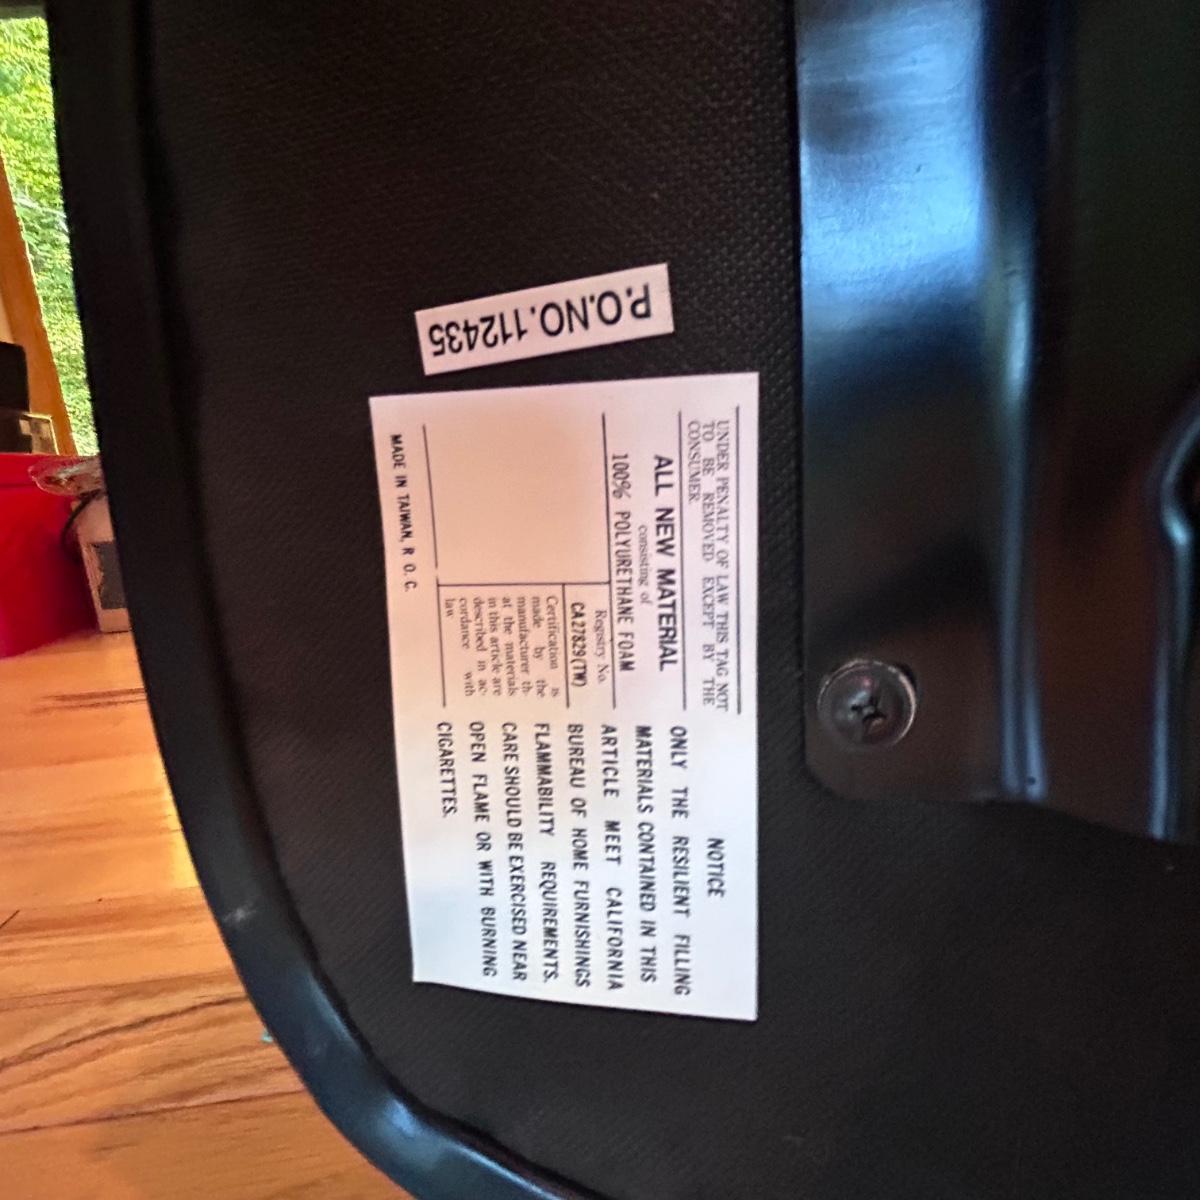 P.O.NO.112435
UNDER PENALTY OF LAW THIS TAG NOT
TO BE REMOVED EXCEPT BY THE
CONSUMER.
ALL NEW MATERIAL
consisting of
100% POLYURETHANE FOAM
Registry No.
CA27829(TW)
Certification is
made by the
manufacturer th-
at the materials
in this article are
described in ac-
cordance with
law
MADE IN TAIWAN, R O. C.
NOTICE
ONLY THE RESILIENT FILLING
MATERIALS CONTAINED IN THIS
ARTICLE MEET CALIFORNIA
BUREAU OF HOME FURNISHINGS
FLAMMABILITY REQUIREMENTS.
CARE SHOULD BE EXERCISED NEAR
OPEN FLAME OR WITH BURNING
CIGARETTES.